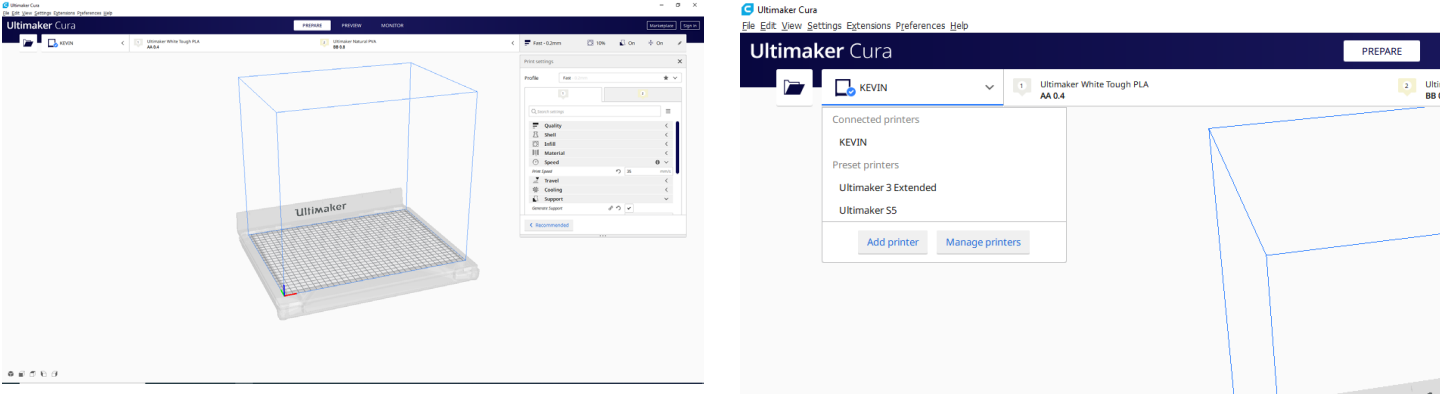 Ultimaker Cura
File Edit View Settings Extensions Preferences Help
Ultimaker Cura
PREPARE
PREVIEW
MONITOR
Marketplace
Sign in
KEVIN
Ultimaker White Tough PLA
AA 0.4
Ultimaker Natural PVA
BB 0.8
Fast - 0.2mm
10%
On
On
Print settings
Profile
Fast
Search settings
Quality
Shell
Infill
Material
Speed
Print Speed
Travel
Cooling
Support
Generate Support
Recommended
Ultimaker
Ultimaker Cura
File Edit View Settings Extensions Preferences Help
Ultimaker Cura
PREPARE
KEVIN
1
Ultimaker White Tough PLA
AA 0.4
2
Ulti
BB
Connected printers
KEVIN
Preset printers
Ultimaker 3 Extended
Ultimaker S5
Add printer
Manage printers